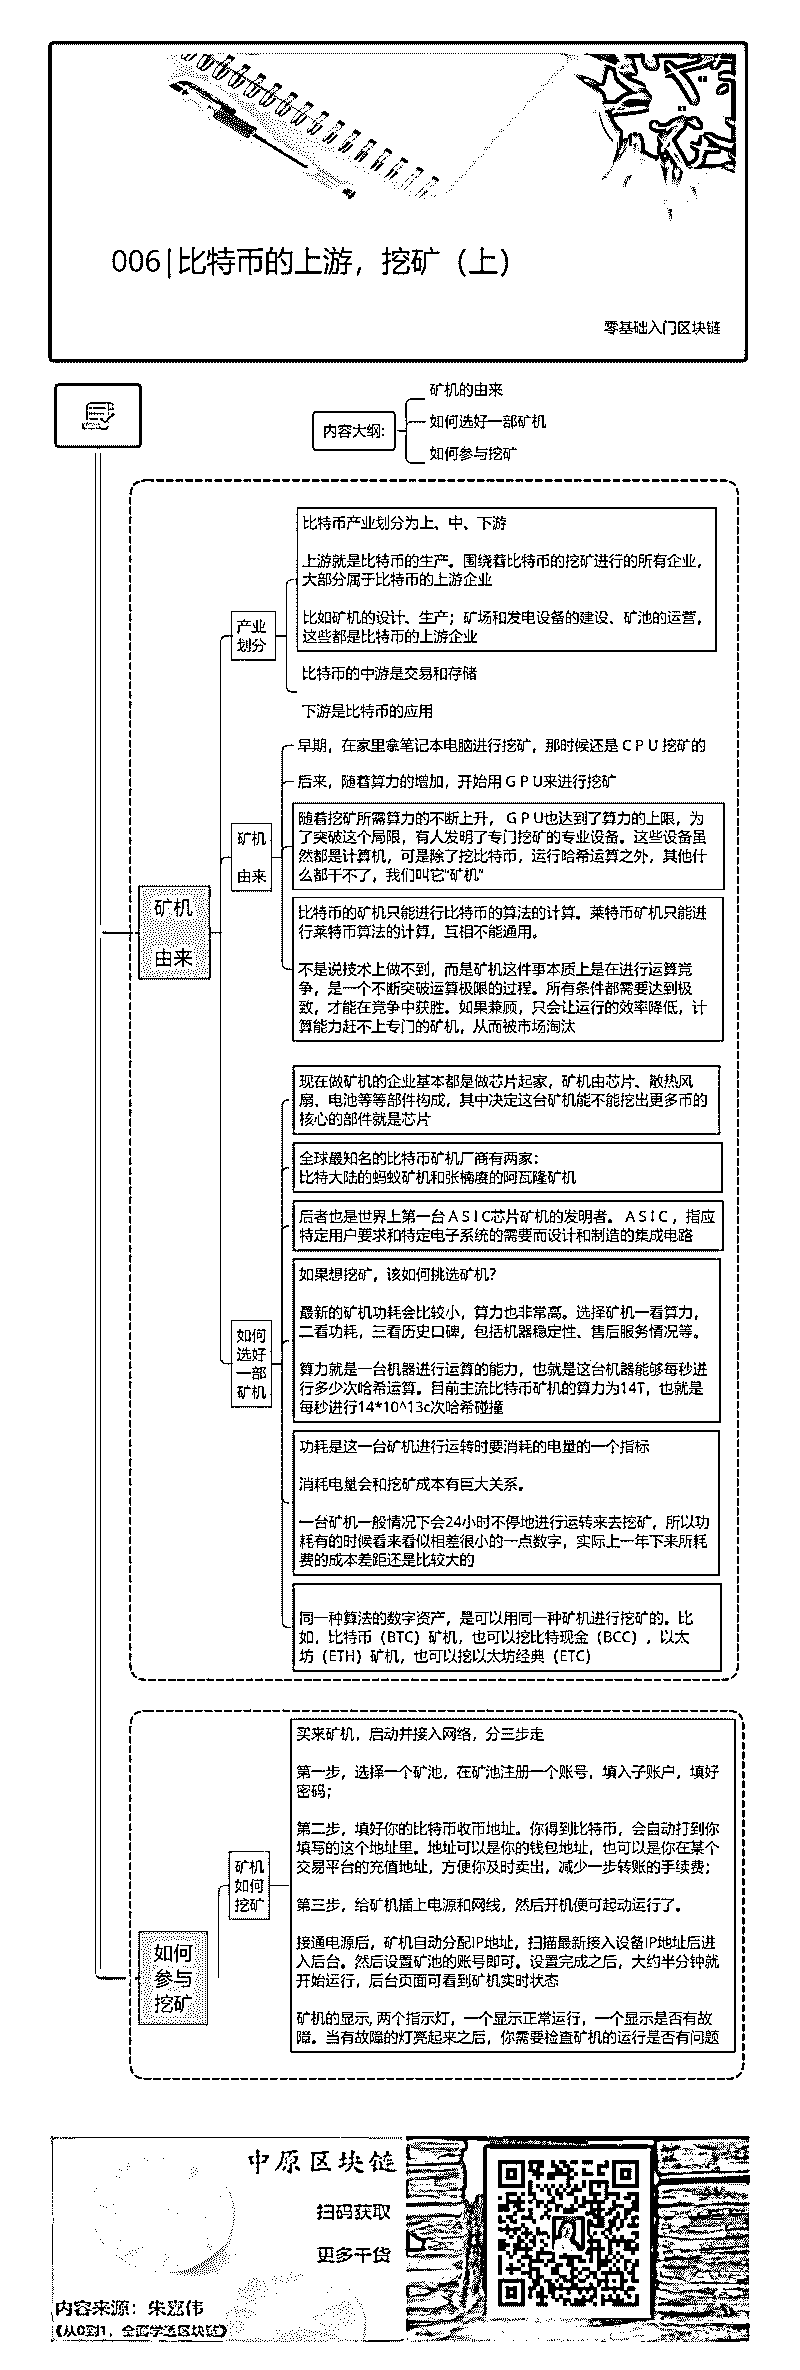 006|比特币的上游，挖矿（上）
零基础入门区块链
内容大纲:
矿机的由来
如何选好一部矿机
如何参与挖矿
矿机
由来
产业
划分
比特币产业划分为上、中、下游
上游就是比特币的生产。围绕着比特币的挖矿进行的所有企业，
大部分属于比特币的上游企业
比如矿机的设计、生产；矿场和发电设备的建设、矿池的运营，
这些都是比特币的上游企业
比特币的中游是交易和存储
下游是比特币的应用
矿机
由来
早期，在家里拿笔记本电脑进行挖矿，那时候还是ＣＰＵ挖矿的
后来，随着算力的增加，开始用ＧＰＵ来进行挖矿
随着挖矿所需算力的不断上升，ＧＰＵ也达到了算力的上限，为
了突破这个局限，有人发明了专门挖矿的专业设备。这些设备虽
然都是计算机，可是除了挖比特币，运行哈希运算之外，其他什
么都干不了，我们叫它“矿机”
比特币的矿机只能进行比特币的算法的计算。莱特币矿机只能进
行莱特币算法的计算，互相不能通用。
不是说技术上做不到，而是矿机这件事本质上是在进行运算竞
争，是一个不断突破运算极限的过程。所有条件都需要达到极
致，才能在竞争中获胜。如果兼顾，只会让运行的效率降低，计
算能力赶不上专门的矿机，从而被市场淘汰
如何
选好
一部
矿机
现在做矿机的企业基本都是做芯片起家，矿机由芯片、散热风
扇、电池等等部件构成，其中决定这台矿机能不能挖出更多币的
核心的部件就是芯片
全球最知名的比特币矿机厂商有两家：
比特大陆的蚂蚁矿机和张楠赓的阿瓦隆矿机
后者也是世界上第一台ＡＳＩＣ芯片矿机的发明者。ＡＳＩＣ，指应
特定用户要求和特定电子系统的需要而设计和制造的集成电路
如果想挖矿，该如何挑选矿机？
最新的矿机功耗会比较小，算力也非常高。选择矿机一看算力，
二看功耗，三看历史口碑，包括机器稳定性、售后服务情况等。
算力就是一台机器进行运算的能力，也就是这台机器能够每秒进
行多少次哈希运算。目前主流比特币矿机的算力为14T，也就是
每秒进行14*10^13c次哈希碰撞
功耗是这一台矿机进行运转时要消耗的电量的一个指标
消耗电量会和挖矿成本有巨大关系。
一台矿机一般情况下会24小时不停地进行运转来去挖矿，所以功
耗有的时候看来看似相差很小的一点数字，实际上一年下来所耗
费的成本差距还是比较大的
同一种算法的数字资产，是可以用同一种矿机进行挖矿的。比
如，比特币（BTC）矿机，也可以挖比特现金（BCC），以太
坊（ETH）矿机，也可以挖以太坊经典（ETC）
如何
参与
挖矿
矿机
如何
挖矿
买来矿机，启动并接入网络，分三步走
第一步，选择一个矿池，在矿池注册一个账号，填入子账户，填好
密码；
第二步，填好你的比特币收币地址。你得到比特币，会自动打到你
填写的这个地址里。地址可以是你的钱包地址，也可以是你在某个
交易平台的充值地址，方便你及时卖出，减少一步转账的手续费；
第三步，给矿机插上电源和网线，然后开机便可起动运行了。
接通电源后，矿机自动分配IP地址，扫描最新接入设备IP地址后进
入后台。然后设置矿池的账号即可。设置完成之后，大约半分钟就
开始运行，后台页面可看到矿机实时状态
矿机的显示，两个指示灯，一个显示正常运行，一个显示是否有故
障。当有故障的灯亮起来之后，你需要检查矿机的运行是否有问题
中原区块链
扫码获取
更多干货
内容来源：朱嘉伟
《从0到1，全面学透区块链》